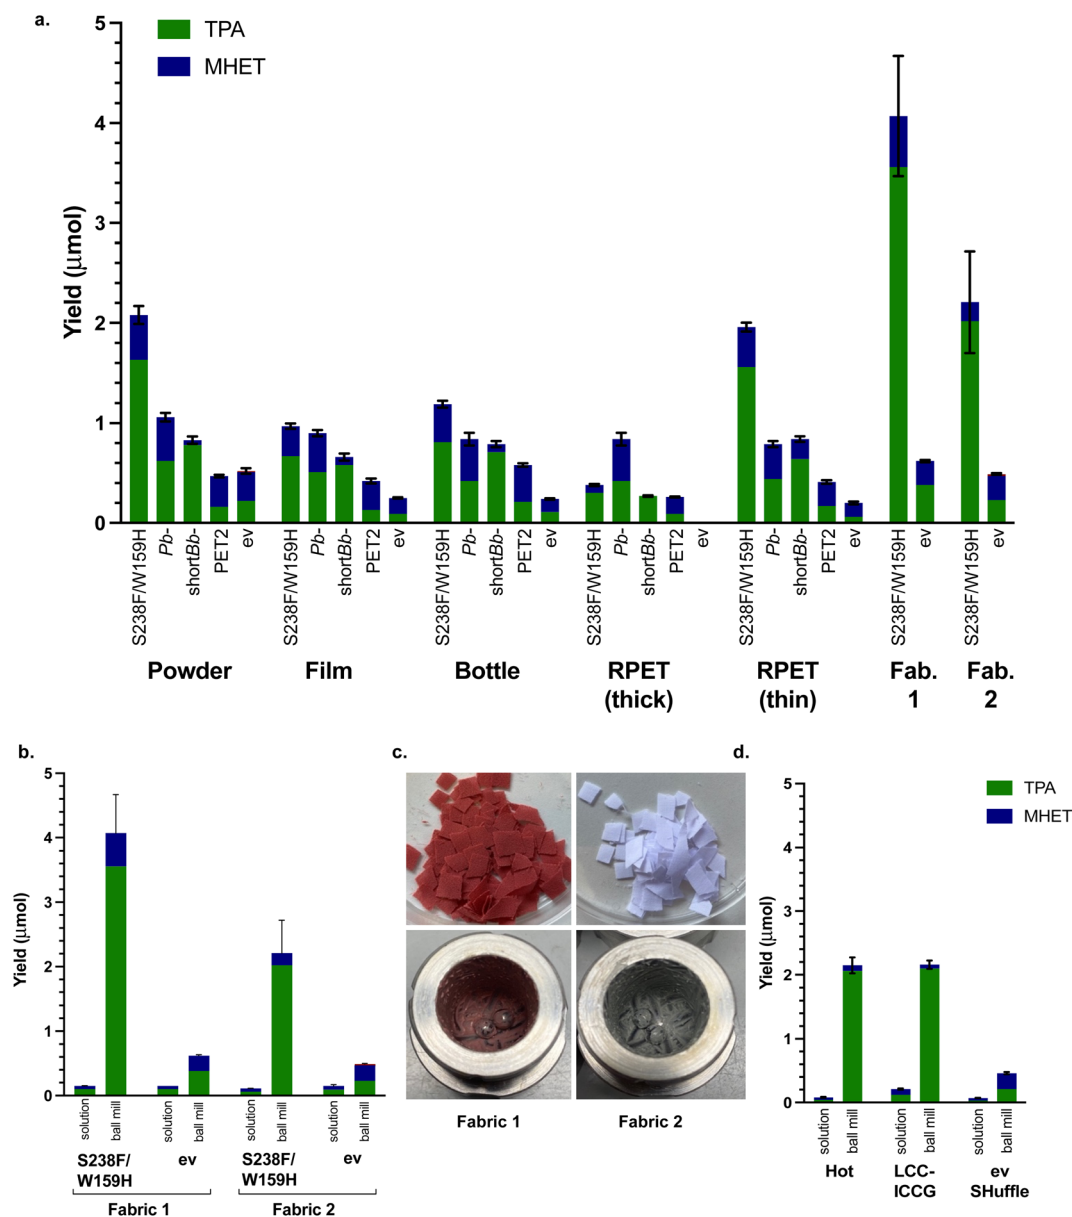 a.
TPA
MHET
Yield (μmol)
5
4
3
2
1
0
S238F/W159H
Pb-
shortBb-
PET2
ev
S238F/W159H
Pb-
shortBb-
PET2
ev
S238F/W159H
Pb-
shortBb-
PET2
ev
S238F/W159H
Pb-
shortBb-
PET2
ev
S238F/W159H
Pb-
shortBb-
PET2
ev
S238F/W159H
ev
S238F/W159H
ev
Powder
Film
Bottle
RPET
(thick)
RPET
(thin)
Fab.
1
Fab.
2
b.
Yield (μmol)
5
4
3
2
1
0
solution
ball mill
solution
ball mill
solution
ball mill
solution
ball mill
S238F/
W159H
ev
S238F/
W159H
ev
Fabric 1
Fabric 2
c.
Fabric 1
Fabric 2
d.
TPA
MHET
Yield (μmol)
5
4
3
2
1
0
solution
ball mill
solution
ball mill
solution
ball mill
Hot
LCC-
ICCG
ev
SHuffle